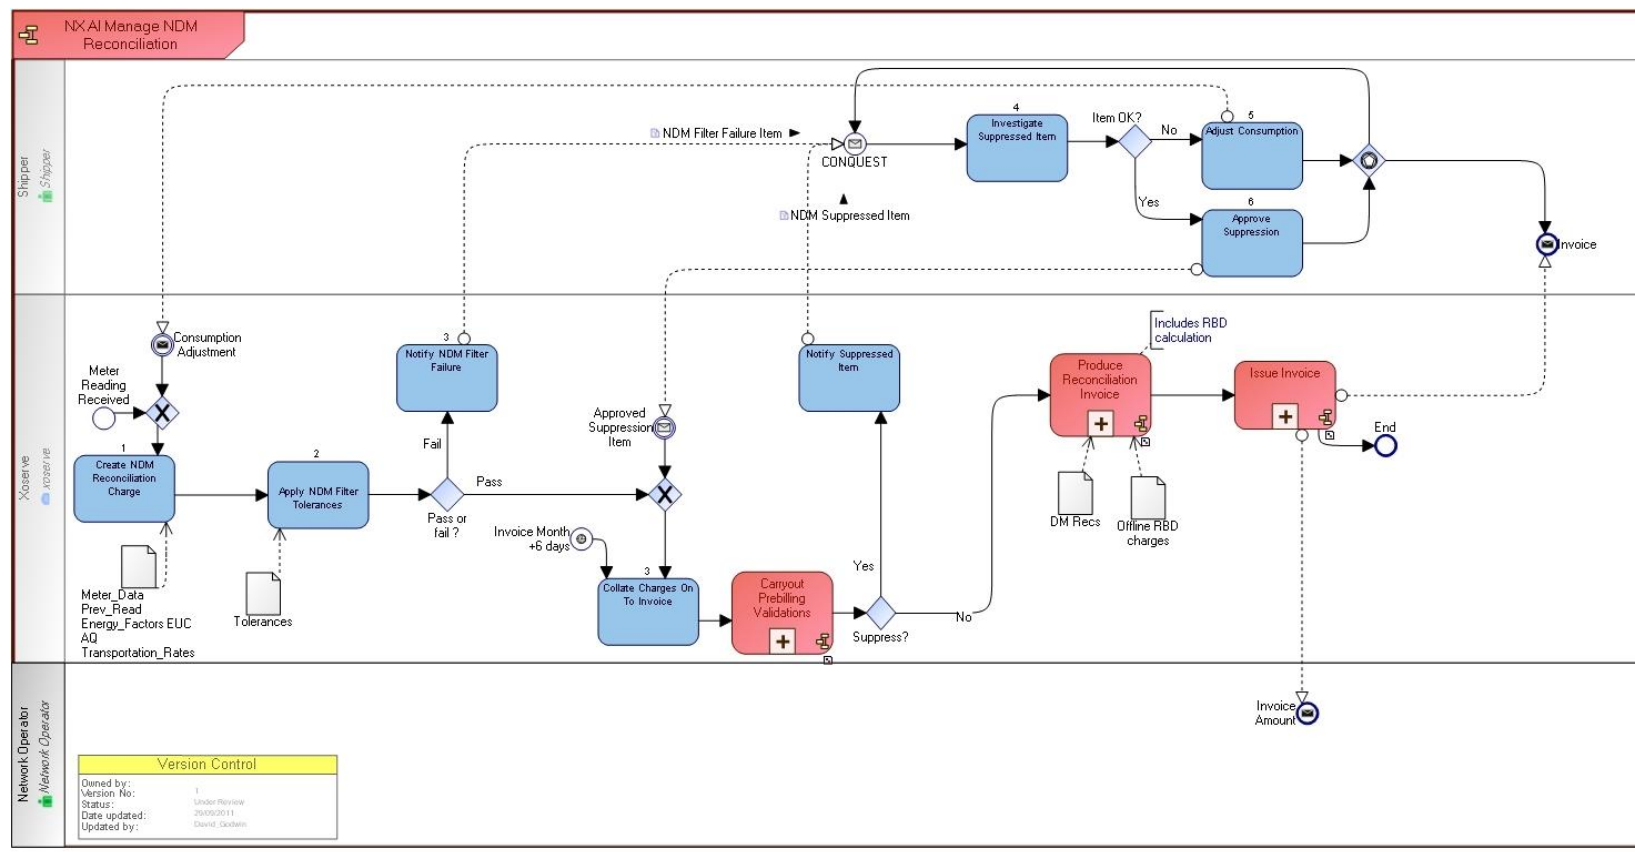 NX AI Manage NDM
Reconciliation
Shipper
Shipper
NDM Filter Failure Item
CONQUEST
NDM Suppressed Item
4
Investigate
Suppressed Item
Item OK?
No
Yes
5
Adjust Consumption
6
Approve
Suppression
Invoice
Xoserve
xoserve
Consumption
Adjustment
Meter
Reading
Received
1
Create NDM
Reconciliation
Charge
Meter_Data
Prev_Read
Energy_Factors EUC
AQ
Transportation_Rates
2
Apply NDM Filter
Tolerances
Tolerances
3
Notify NDM Filter
Failure
Fail
Pass
Pass or
fail ?
Approved
Suppression
Item
Invoice Month
+6 days
3
Collate Charges On
To Invoice
Carryout
Prebilling
Validations
Notify Suppressed
Item
Yes
Suppress?
No
Includes RBD
calculation
Produce
Reconciliation
Invoice
DM Recs
Offline RBD
charges
Issue Invoice
End
Network Operator
Network Operator
Invoice
Amount
Version Control
Owned by:
Version No: 1
Status: Under Review
Date updated: 29/09/2011
Updated by: David_Godwin